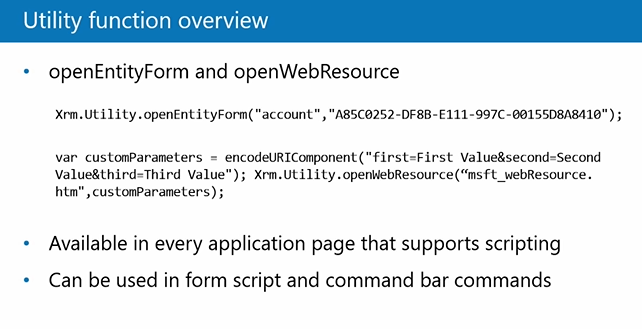 Utility function overview
• openEntityForm and openWebResource
Xrm.Utility.openEntityForm("account","A85C0252-DF8B-E111-997C-00155D8A8410");
var customParameters = encodeURIComponent("first=First Value&second=Second
Value&third=Third Value"); Xrm.Utility.openWebResource(“msft_webResource.
htm",customParameters);
• Available in every application page that supports scripting
• Can be used in form script and command bar commands